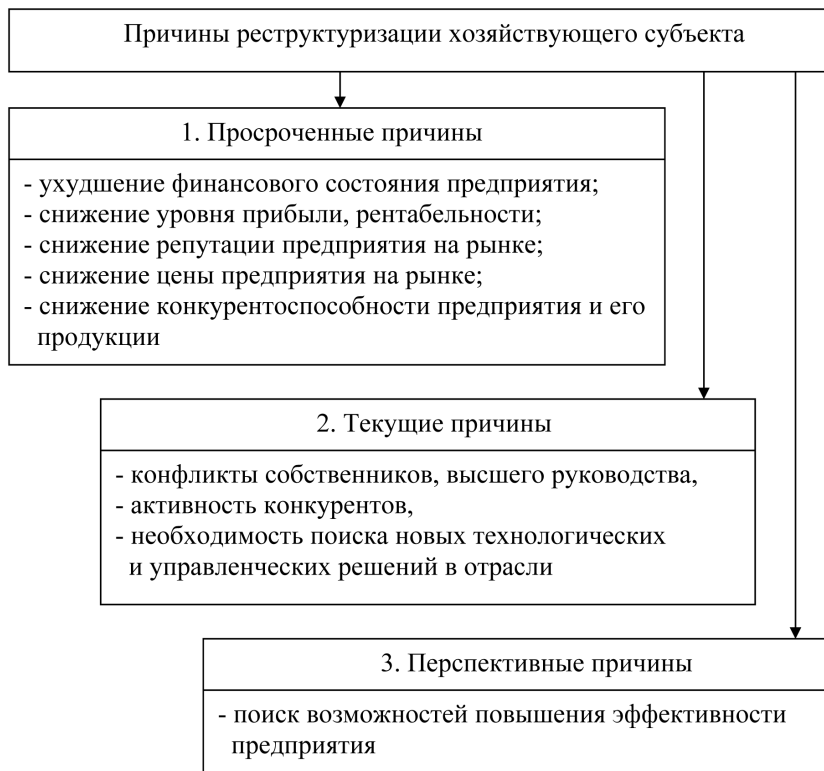 Причины реструктуризации хозяйствующего субъекта
1. Просроченные причины
- ухудшение финансового состояния предприятия;
- снижение уровня прибыли, рентабельности;
- снижение репутации предприятия на рынке;
- снижение цены предприятия на рынке;
- снижение конкурентоспособности предприятия и его
продукции
2. Текущие причины
- конфликты собственников, высшего руководства,
- активность конкурентов,
- необходимость поиска новых технологических
и управленческих решений в отрасли
3. Перспективные причины
- поиск возможностей повышения эффективности
предприятия